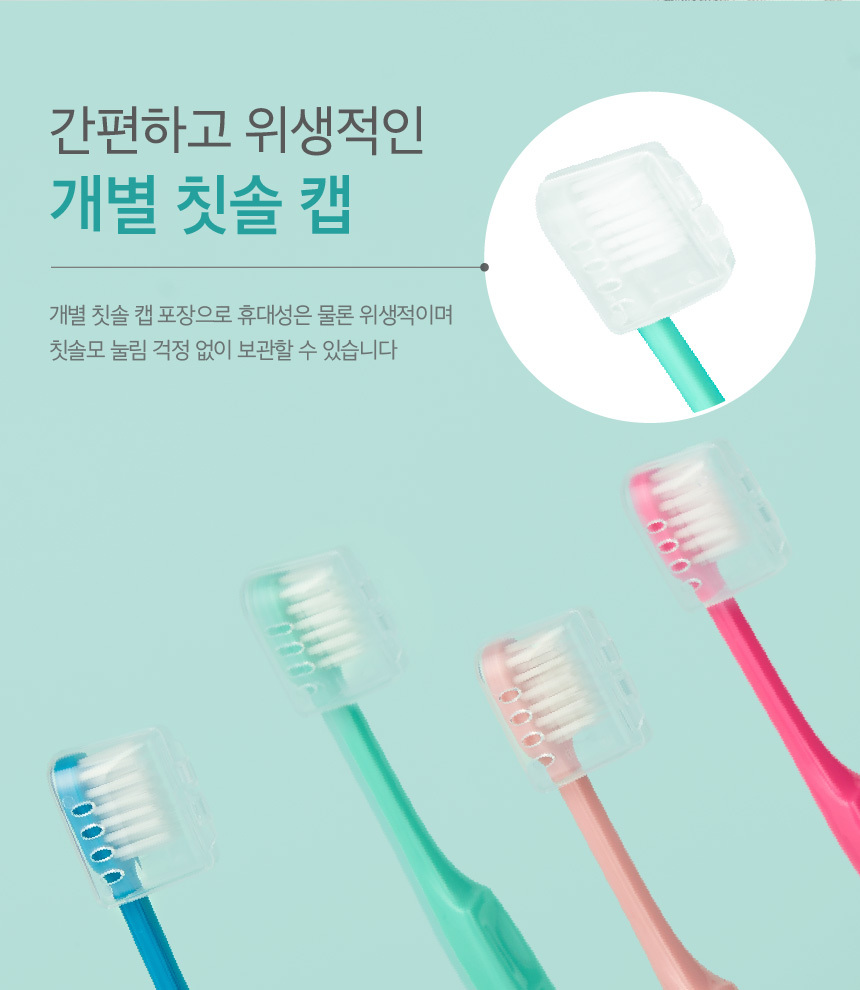 간편하고 위생적인
개별 칫솔 캡
개별 칫솔 캡 포장으로 휴대성은 물론 위생적이며
칫솔모 눌림 걱정 없이 보관할 수 있습니다